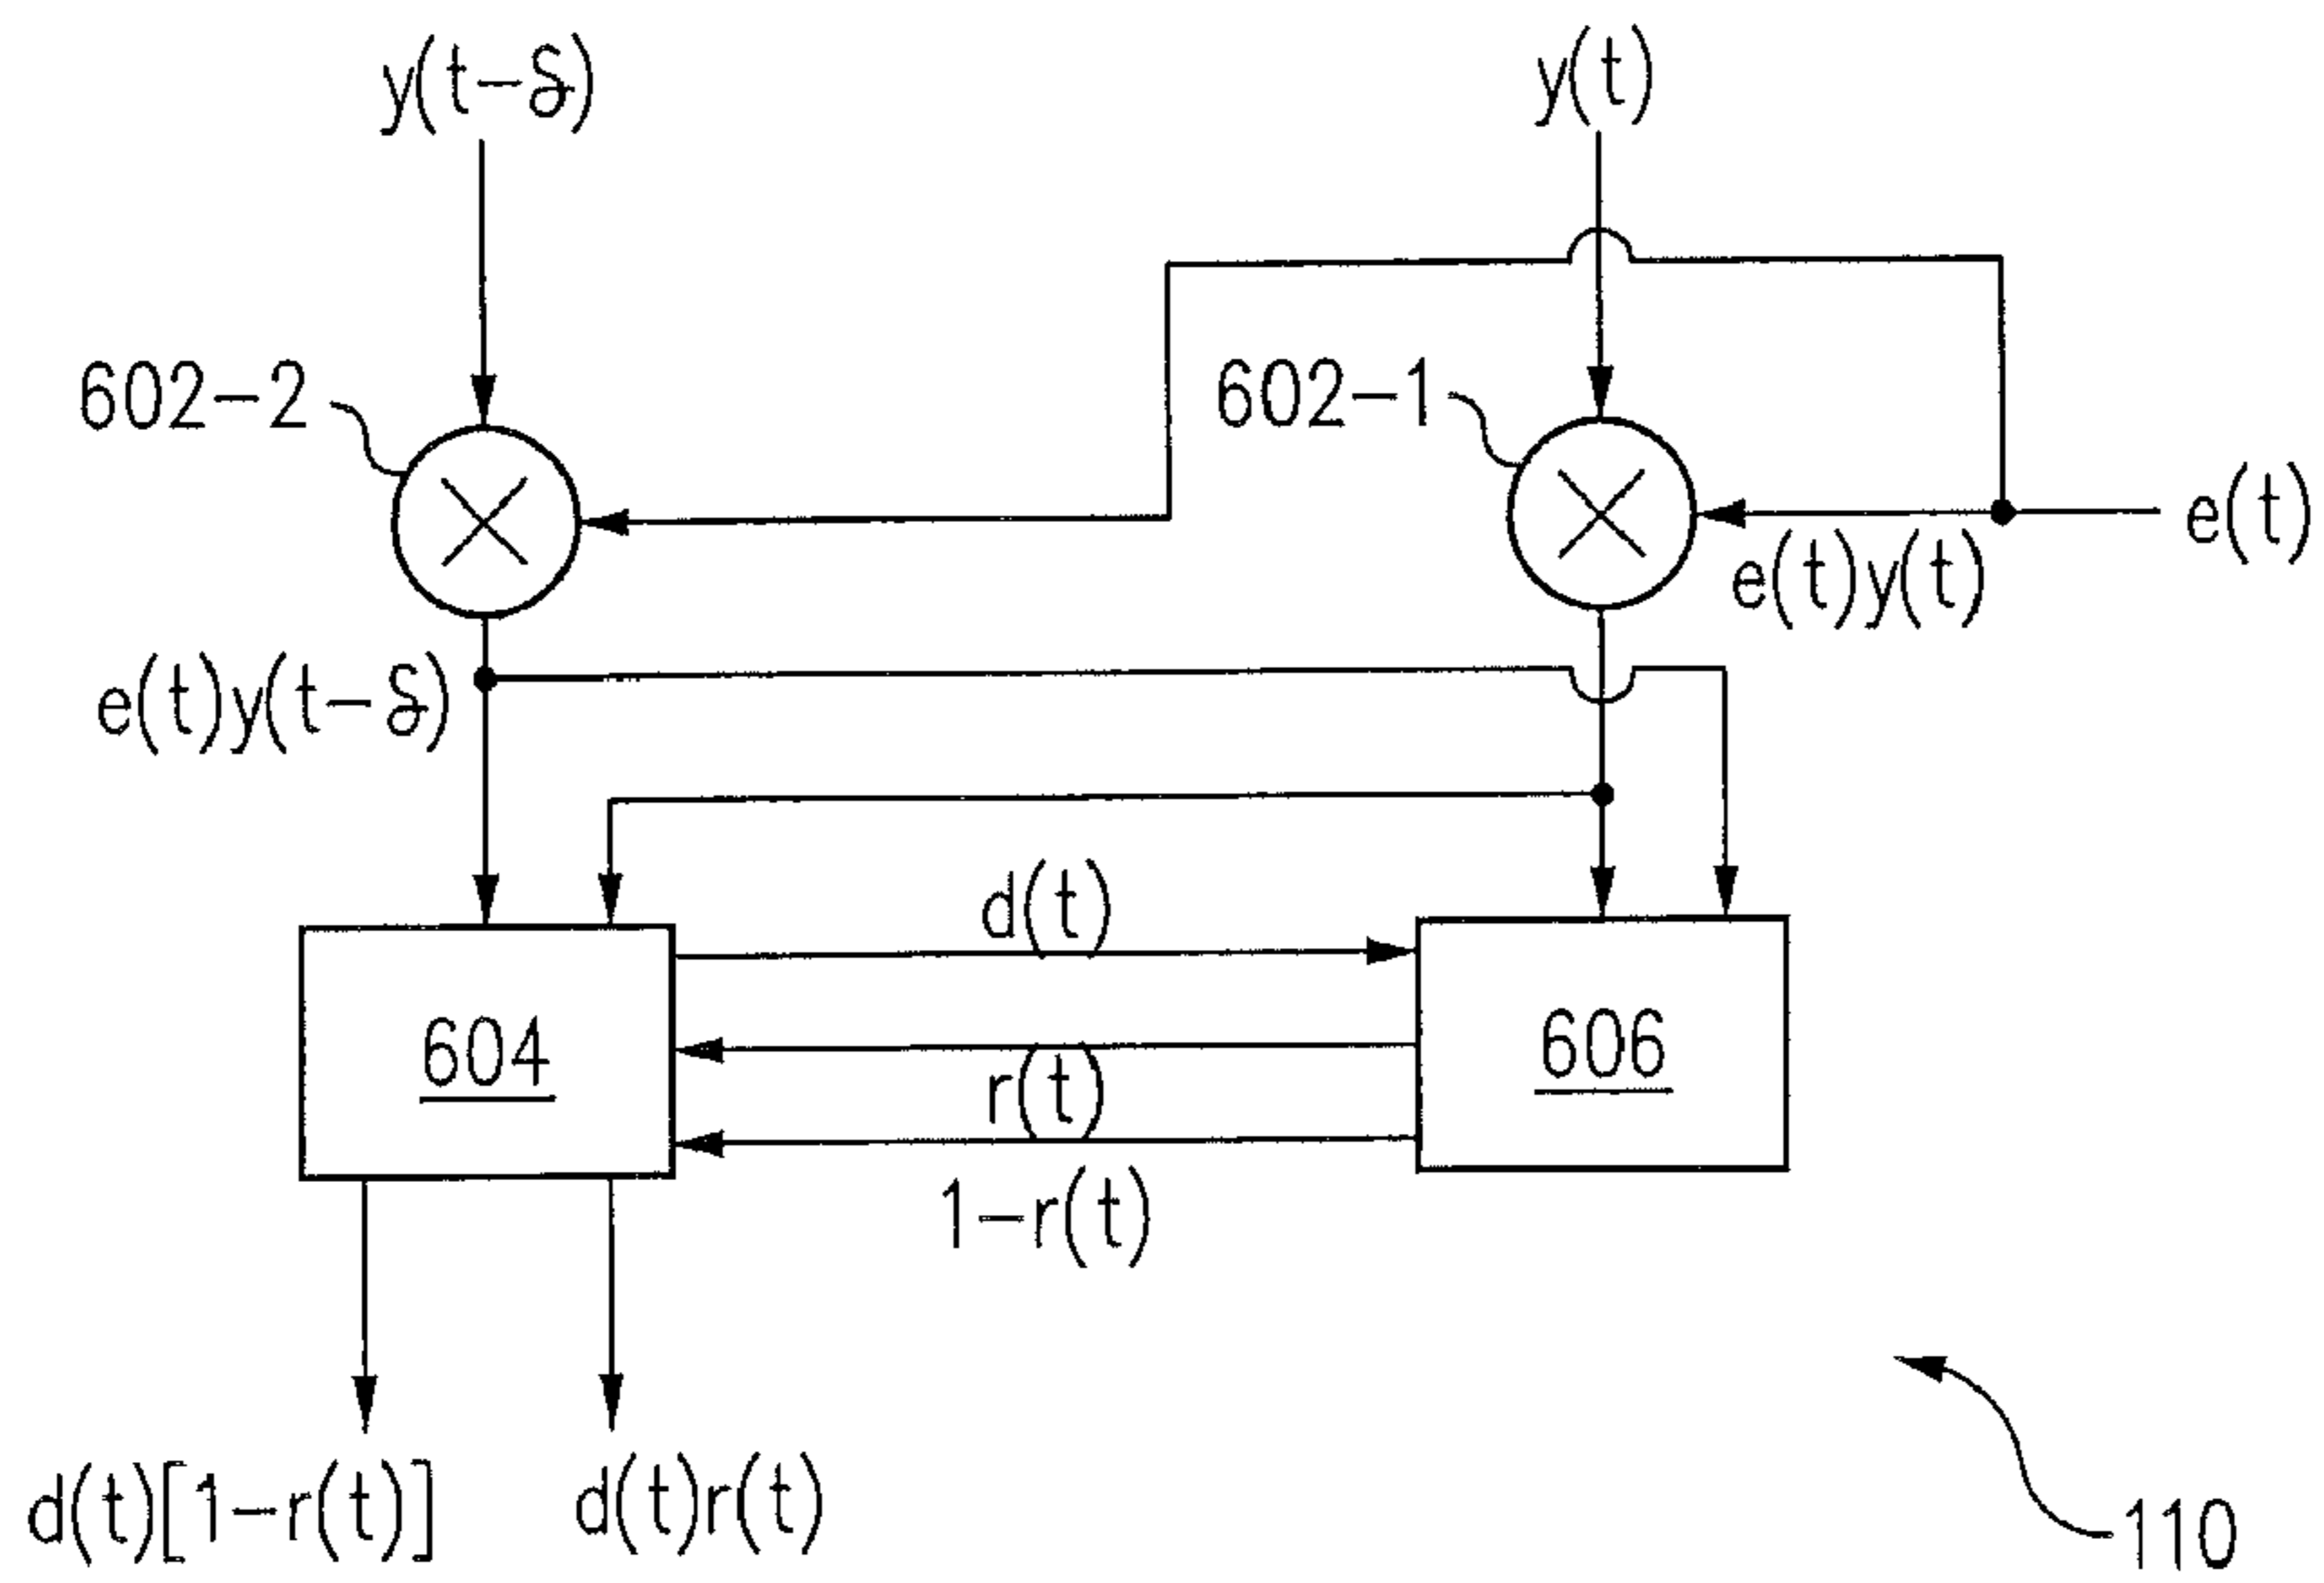 y(t-δ)
y(t)
602-2
602-1
e(t)
e(t)y(t)
e(t)y(t-δ)
d(t)
604
606
r(t)
1-r(t)
d(t)[1-r(t)]
d(t)r(t)
110